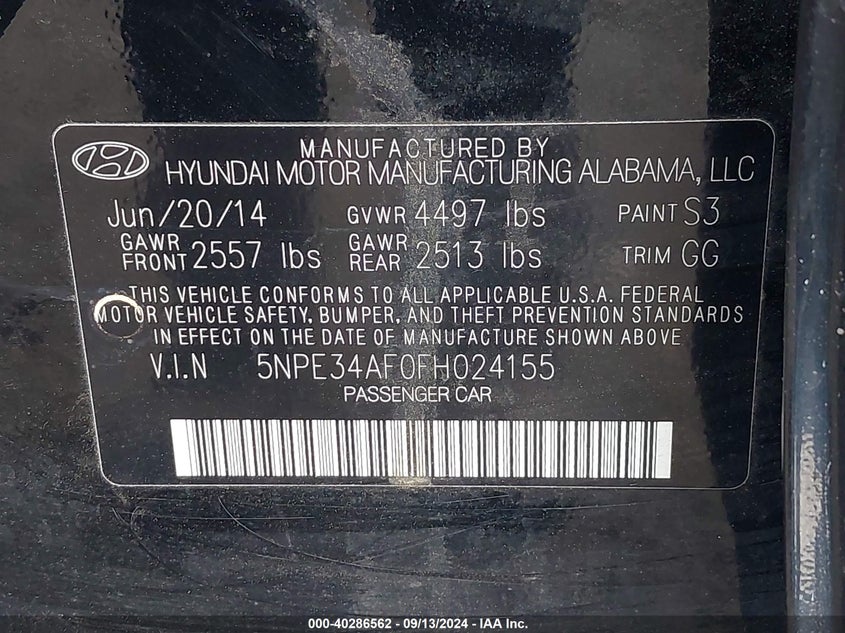 MANUFACTURED BY
HYUNDAI MOTOR MANUFACTURING ALABAMA, LLC
Jun/20/14 GVWR 4497 lbs PAINT S3
GAWR FRONT 2557 lbs GAWR REAR 2513 lbs TRIM GG
THIS VEHICLE CONFORMS TO ALL APPLICABLE U.S.A. FEDERAL
MOTOR VEHICLE SAFETY, BUMPER, AND THEFT PREVENTION STANDARDS
IN EFFECT ON THE DATE OF MANUFACTURE SHOWN ABOVE
V.I.N 5NPE34AF0FH024155
PASSENGER CAR
000-40286562 - 09/13/2024 - IAA Inc.